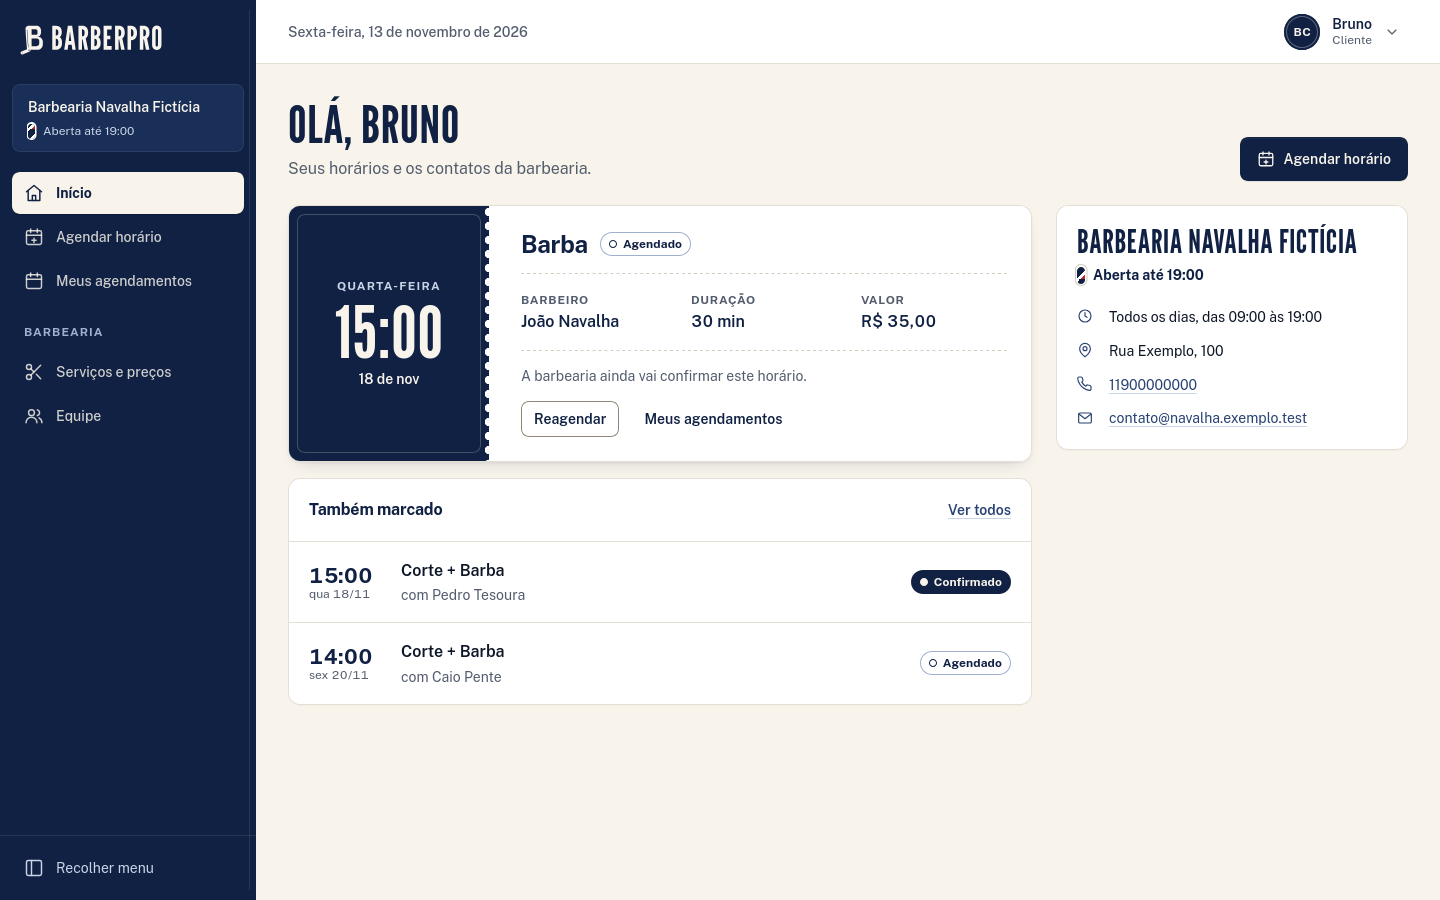 BARBERPRO
Barbearia Navalha Fictícia
Aberta até 19:00
Início
Agendar horário
Meus agendamentos
BARBEARIA
Serviços e preços
Equipe
Recolher menu
Sexta-feira, 13 de novembro de 2026
BC
Bruno
Cliente
OLÁ, BRUNO
Seus horários e os contatos da barbearia.
Agendar horário
QUARTA-FEIRA
15:00
18 de nov
Barba
Agendado
BARBEIRO DURAÇÃO VALOR
João Navalha 30 min R$ 35,00
A barbearia ainda vai confirmar este horário.
Reagendar Meus agendamentos
Também marcado
Ver todos
15:00
qua 18/11
Corte + Barba
com Pedro Tesoura
Confirmado
14:00
sex 20/11
Corte + Barba
com Caio Pente
Agendado
BARBEARIA NAVALHA FICTÍCIA
Aberta até 19:00
Todos os dias, das 09:00 às 19:00
Rua Exemplo, 100
11900000000
contato@navalha.exemplo.test